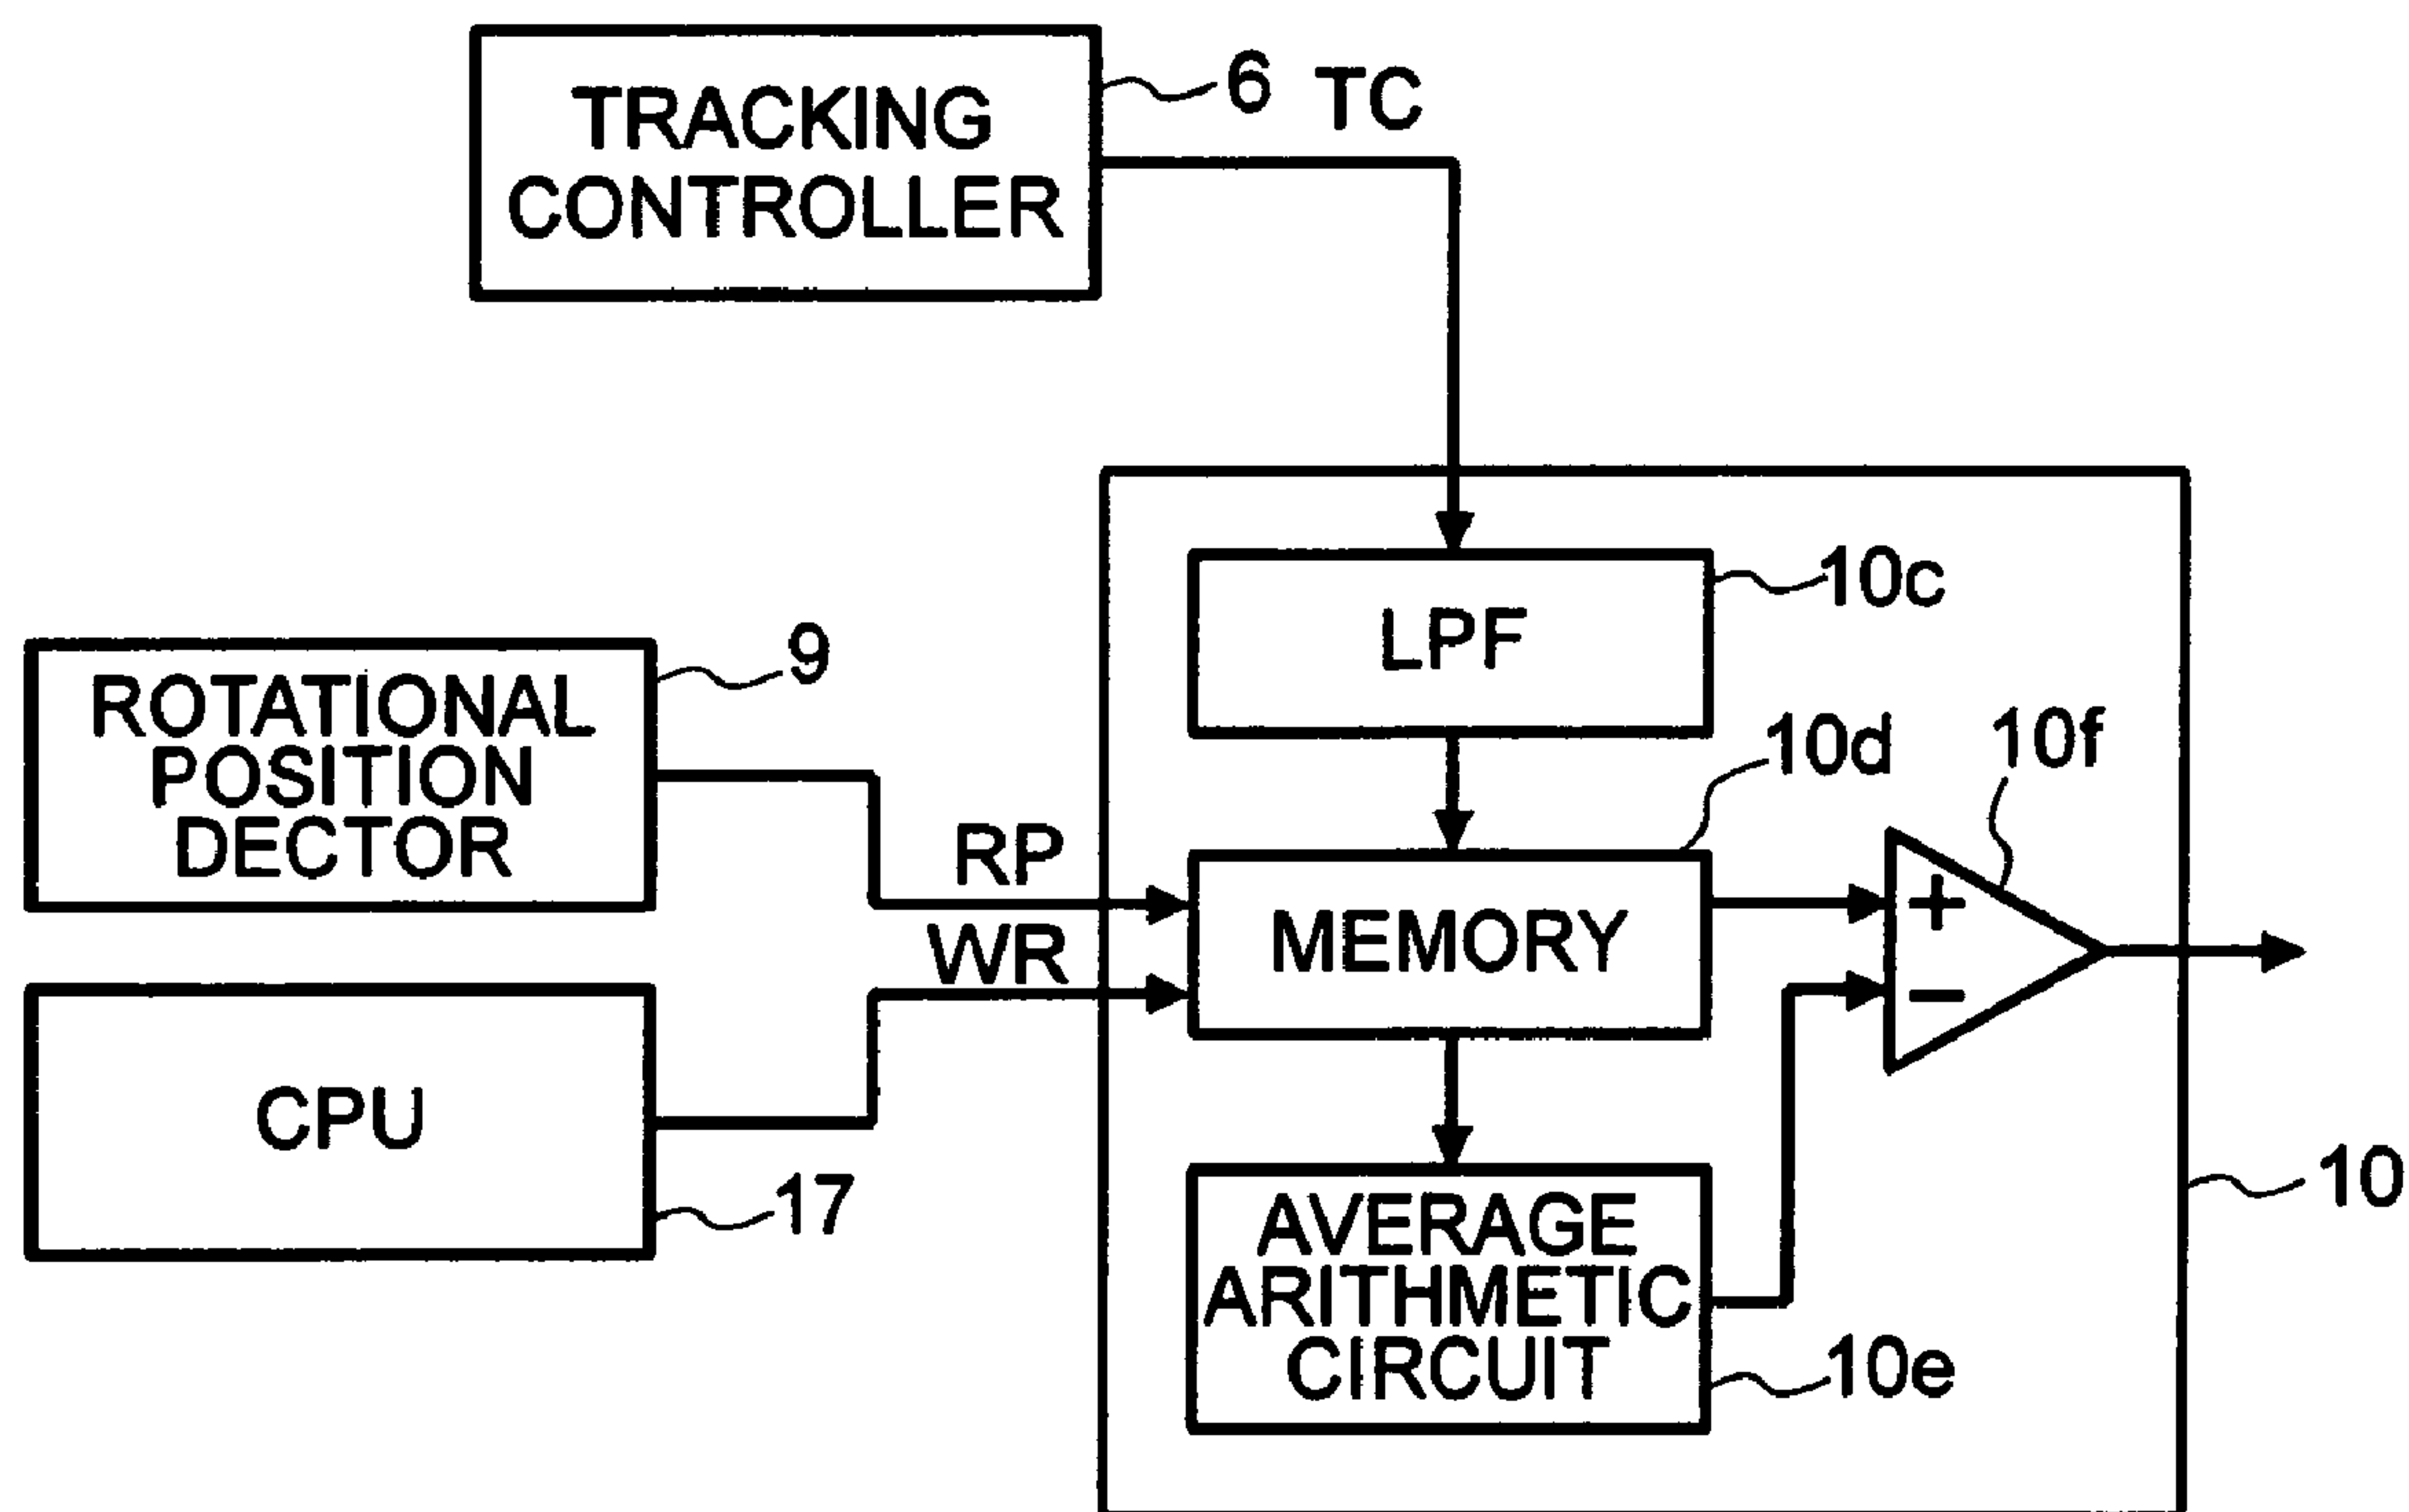 TRACKING
CONTROLLER
6
TC
LPF
10c
ROTATIONAL
POSITION
DECTOR
9
10d
10f
RP
WR
MEMORY
+
−
CPU
17
AVERAGE
ARITHMETIC
CIRCUIT
10e
10